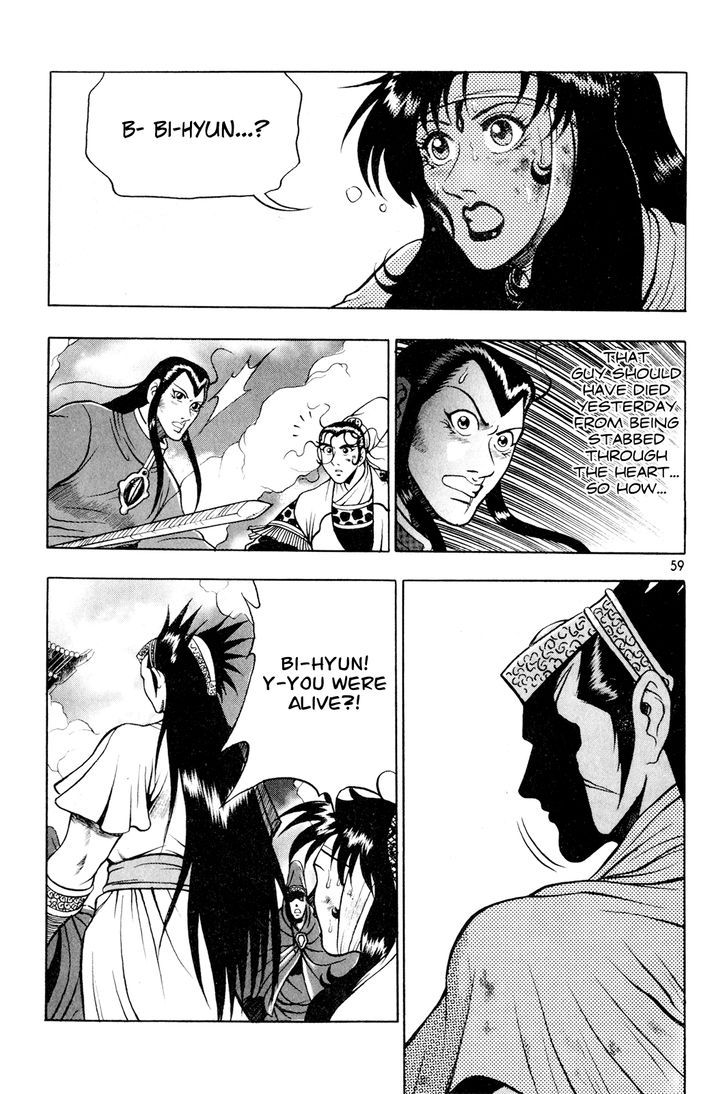 B- BI-HYUN...?
THAT
GUY SHOULD
HAVE DIED
YESTERDAY
FROM BEING
STABBED
THROUGH
THE HEART...
SO HOW...
59
BI-HYUN!
Y-YOU WERE
ALIVE?!